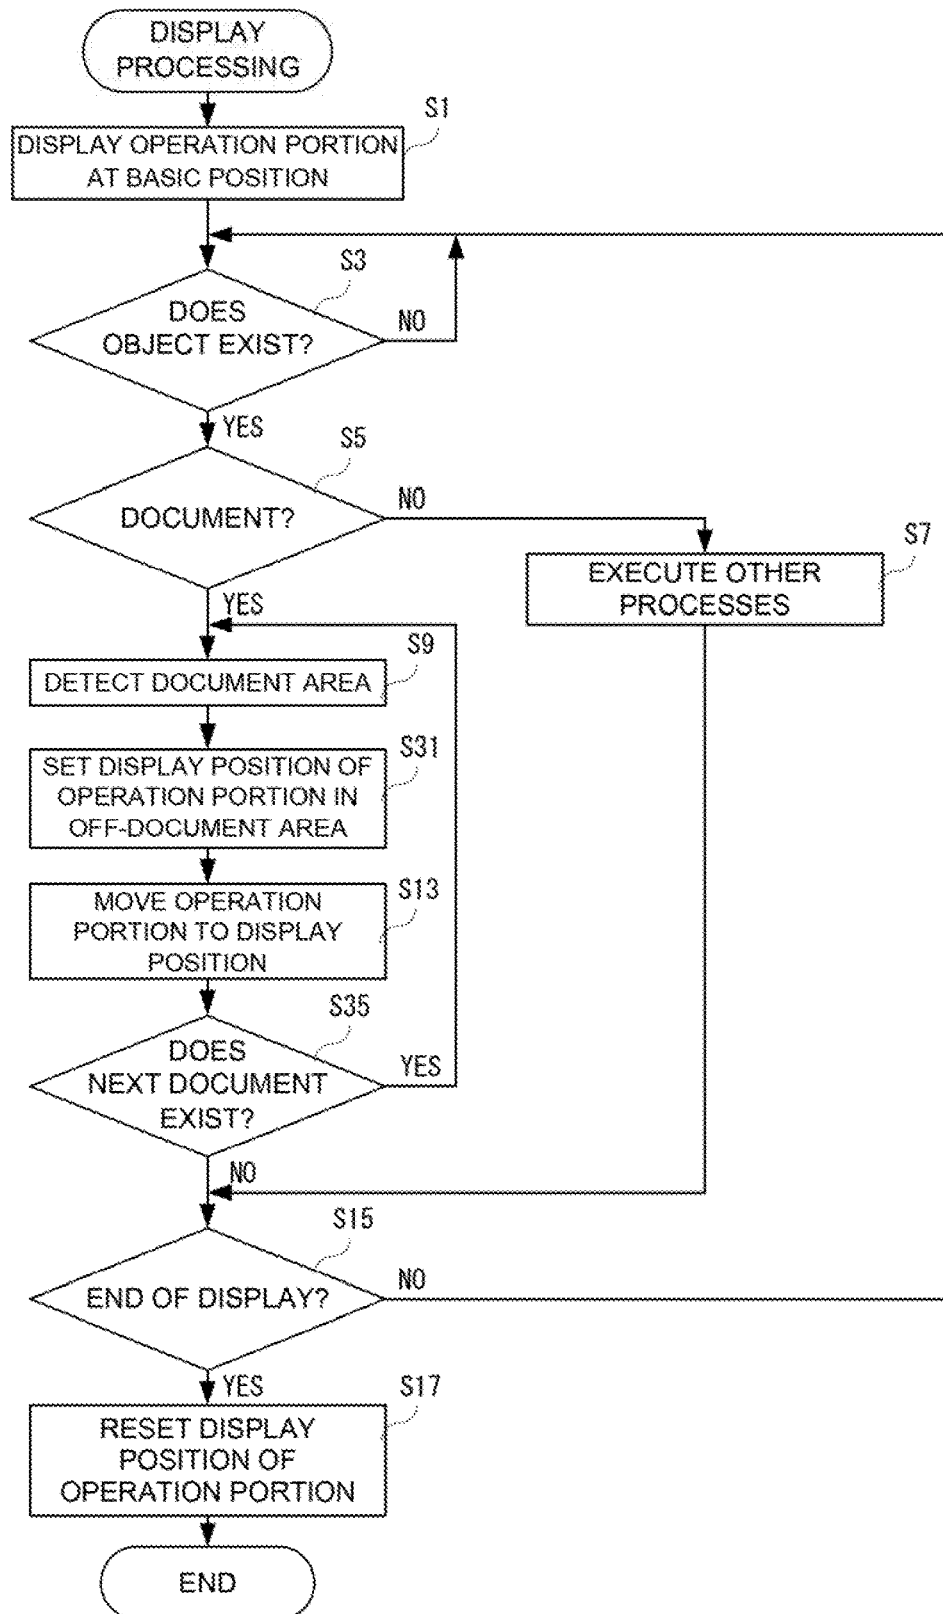 DISPLAY
PROCESSING
S1
DISPLAY OPERATION PORTION
AT BASIC POSITION
S3
DOES
OBJECT EXIST?
NO
YES
S5
DOCUMENT?
NO
S7
EXECUTE OTHER
PROCESSES
YES
S9
DETECT DOCUMENT AREA
S31
SET DISPLAY POSITION OF
OPERATION PORTION IN
OFF-DOCUMENT AREA
S13
MOVE OPERATION
PORTION TO DISPLAY
POSITION
S35
DOES
NEXT DOCUMENT
EXIST?
YES
NO
S15
END OF DISPLAY?
NO
YES
S17
RESET DISPLAY
POSITION OF
OPERATION PORTION
END